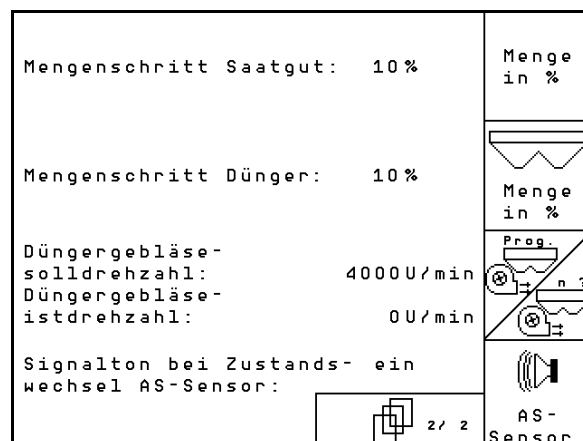 Mengenschritt Saatgut: 10%
Menge
in %
Mengenschritt Dünger: 10%
Menge
in %
Düngergebläse-
solldrehzahl: 4000U/min
Düngergebläse-
istdrehzahl: 0U/min
Prog.
n ?
Signalton bei Zustands- ein
wechsel AS-Sensor:
2/ 2
AS-
Sensor